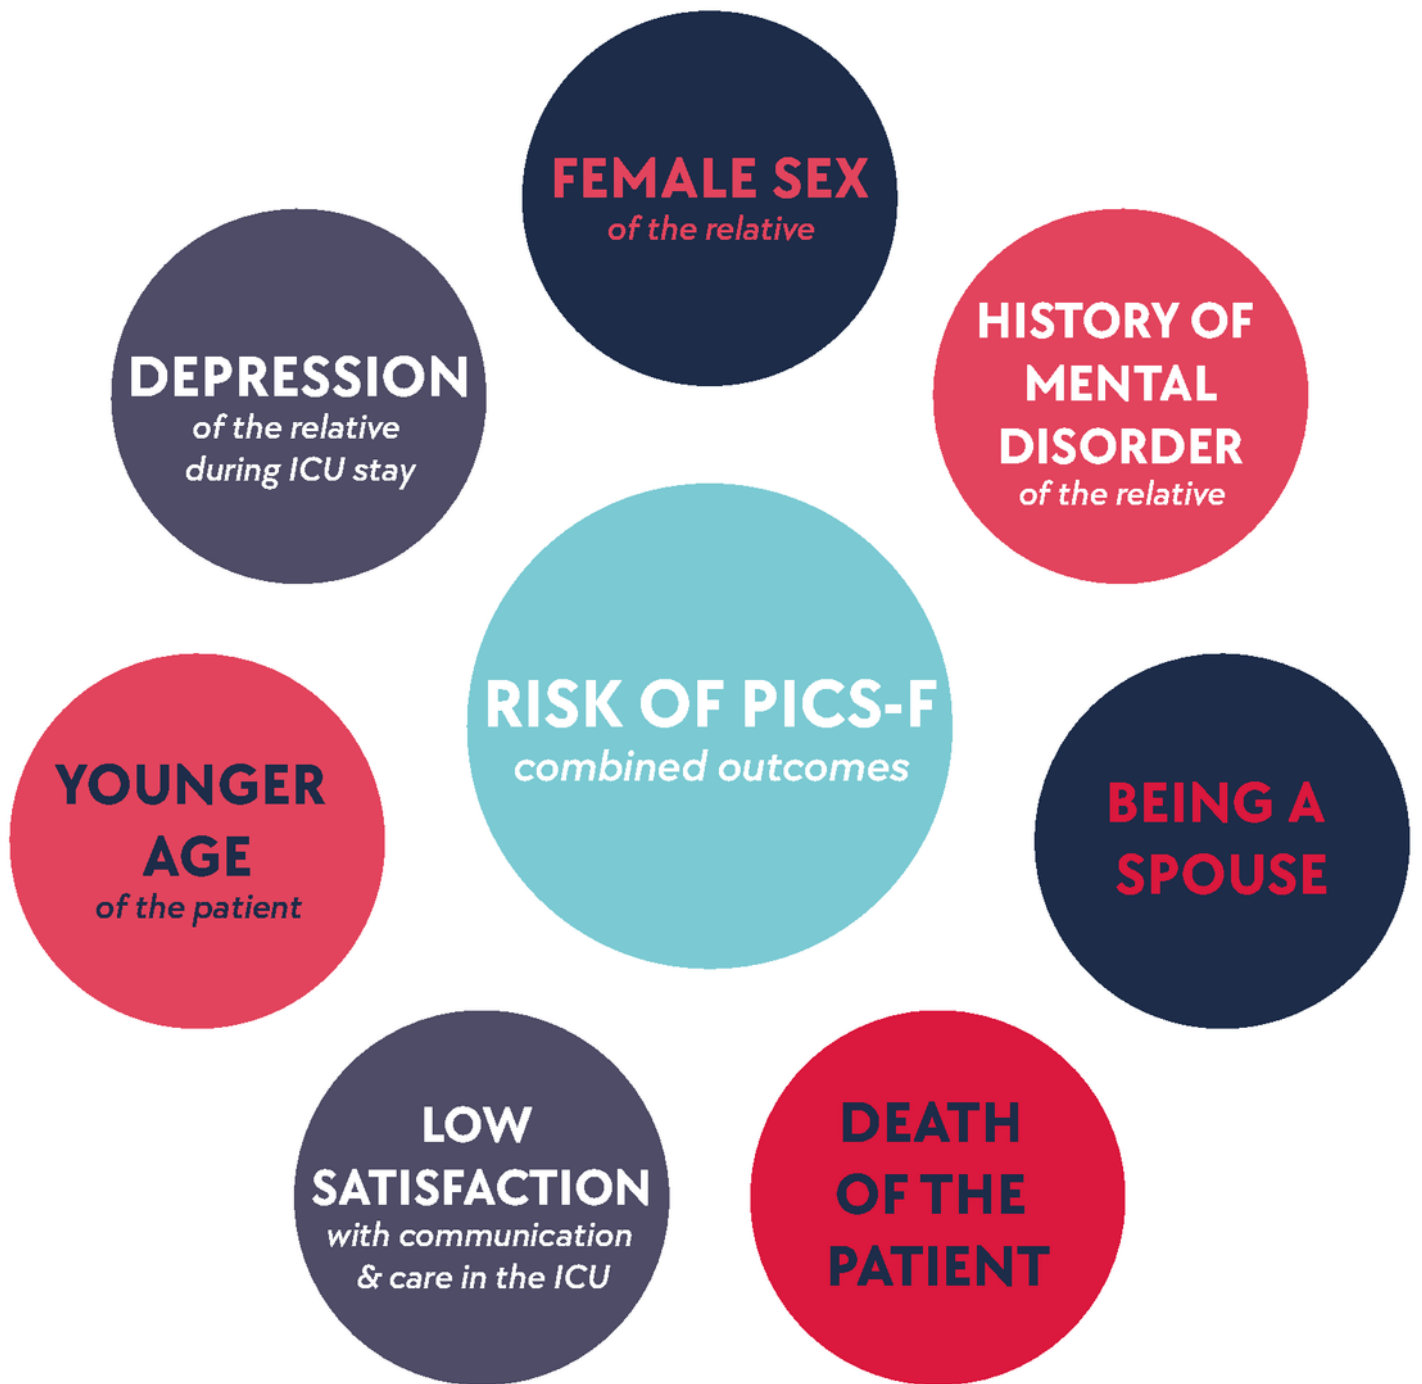 FEMALE SEX
of the relative
HISTORY OF
MENTAL
DISORDER
of the relative
BEING A
SPOUSE
DEATH
OF THE
PATIENT
LOW
SATISFACTION
with communication
& care in the ICU
YOUNGER
AGE
of the patient
DEPRESSION
of the relative
during ICU stay
RISK OF PICS-F
combined outcomes